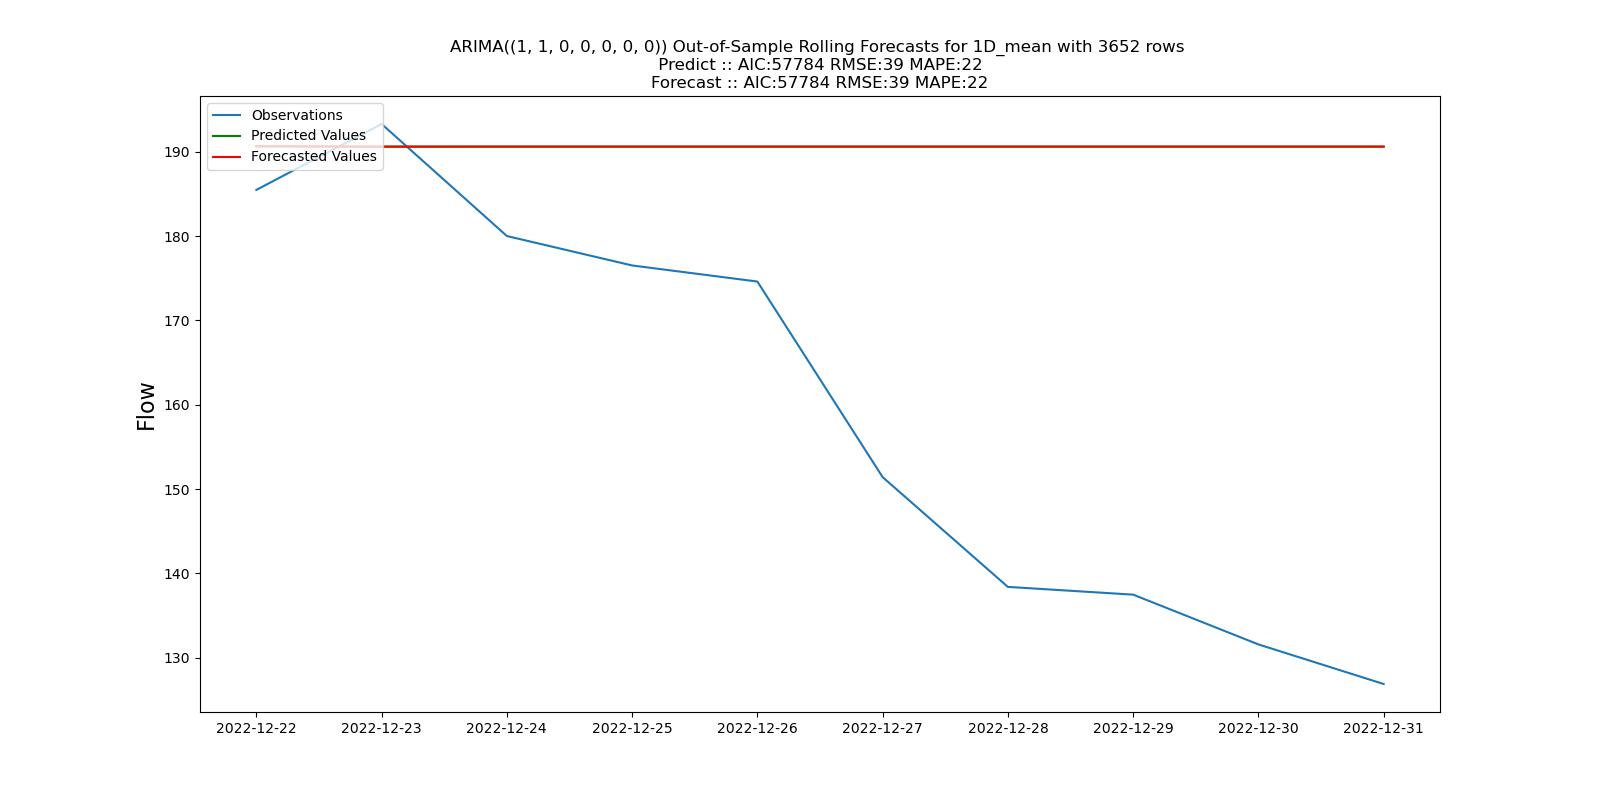 ARIMA((1, 1, 0, 0, 0, 0, 0)) Out-of-Sample Rolling Forecasts for 1D_mean with 3652 rows
Predict :: AIC:57784 RMSE:39 MAPE:22
Forecast :: AIC:57784 RMSE:39 MAPE:22
Observations
Predicted Values
Forecasted Values
Flow
190
180
170
160
150
140
130
2022-12-22 2022-12-23 2022-12-24 2022-12-25 2022-12-26 2022-12-27 2022-12-28 2022-12-29 2022-12-30 2022-12-31